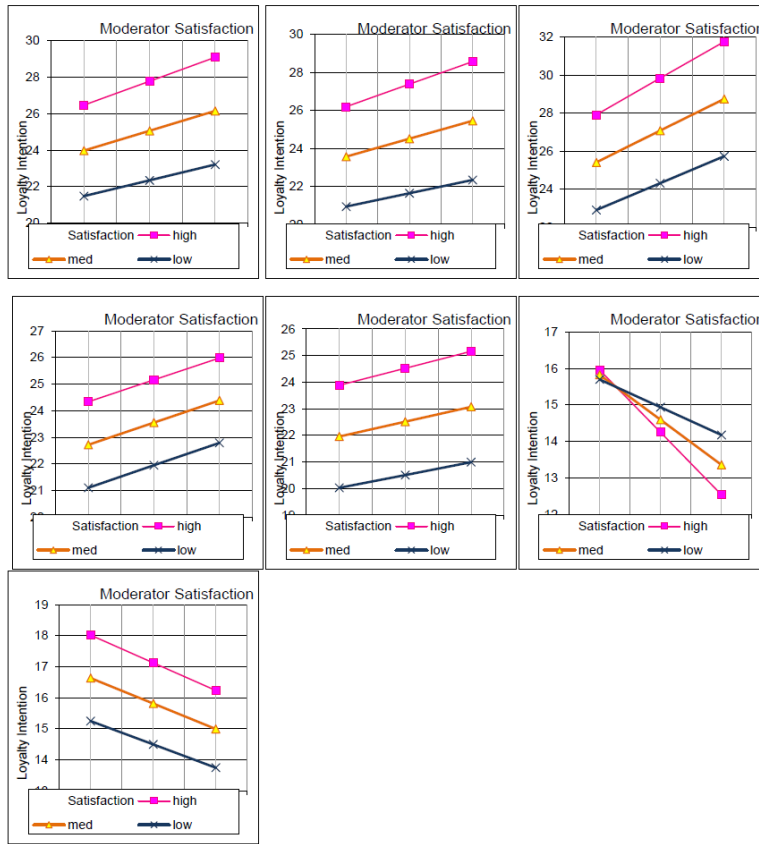 Moderator Satisfaction
30
28
26
24
22
20
Loyalty Intention
Satisfaction high
med low
Moderator Satisfaction
30
28
26
24
22
20
Loyalty Intention
Satisfaction high
med low
Moderator Satisfaction
32
30
28
26
24
Loyalty Intention
Satisfaction high
med low
Moderator Satisfaction
27
26
25
24
23
22
21
20
Loyalty Intention
Satisfaction high
med low
Moderator Satisfaction
26
25
24
23
22
21
20
19
Loyalty Intention
Satisfaction high
med low
Moderator Satisfaction
17
16
15
14
13
12
Loyalty Intention
Satisfaction high
med low
Moderator Satisfaction
19
18
17
16
15
14
Loyalty Intention
Satisfaction high
med low